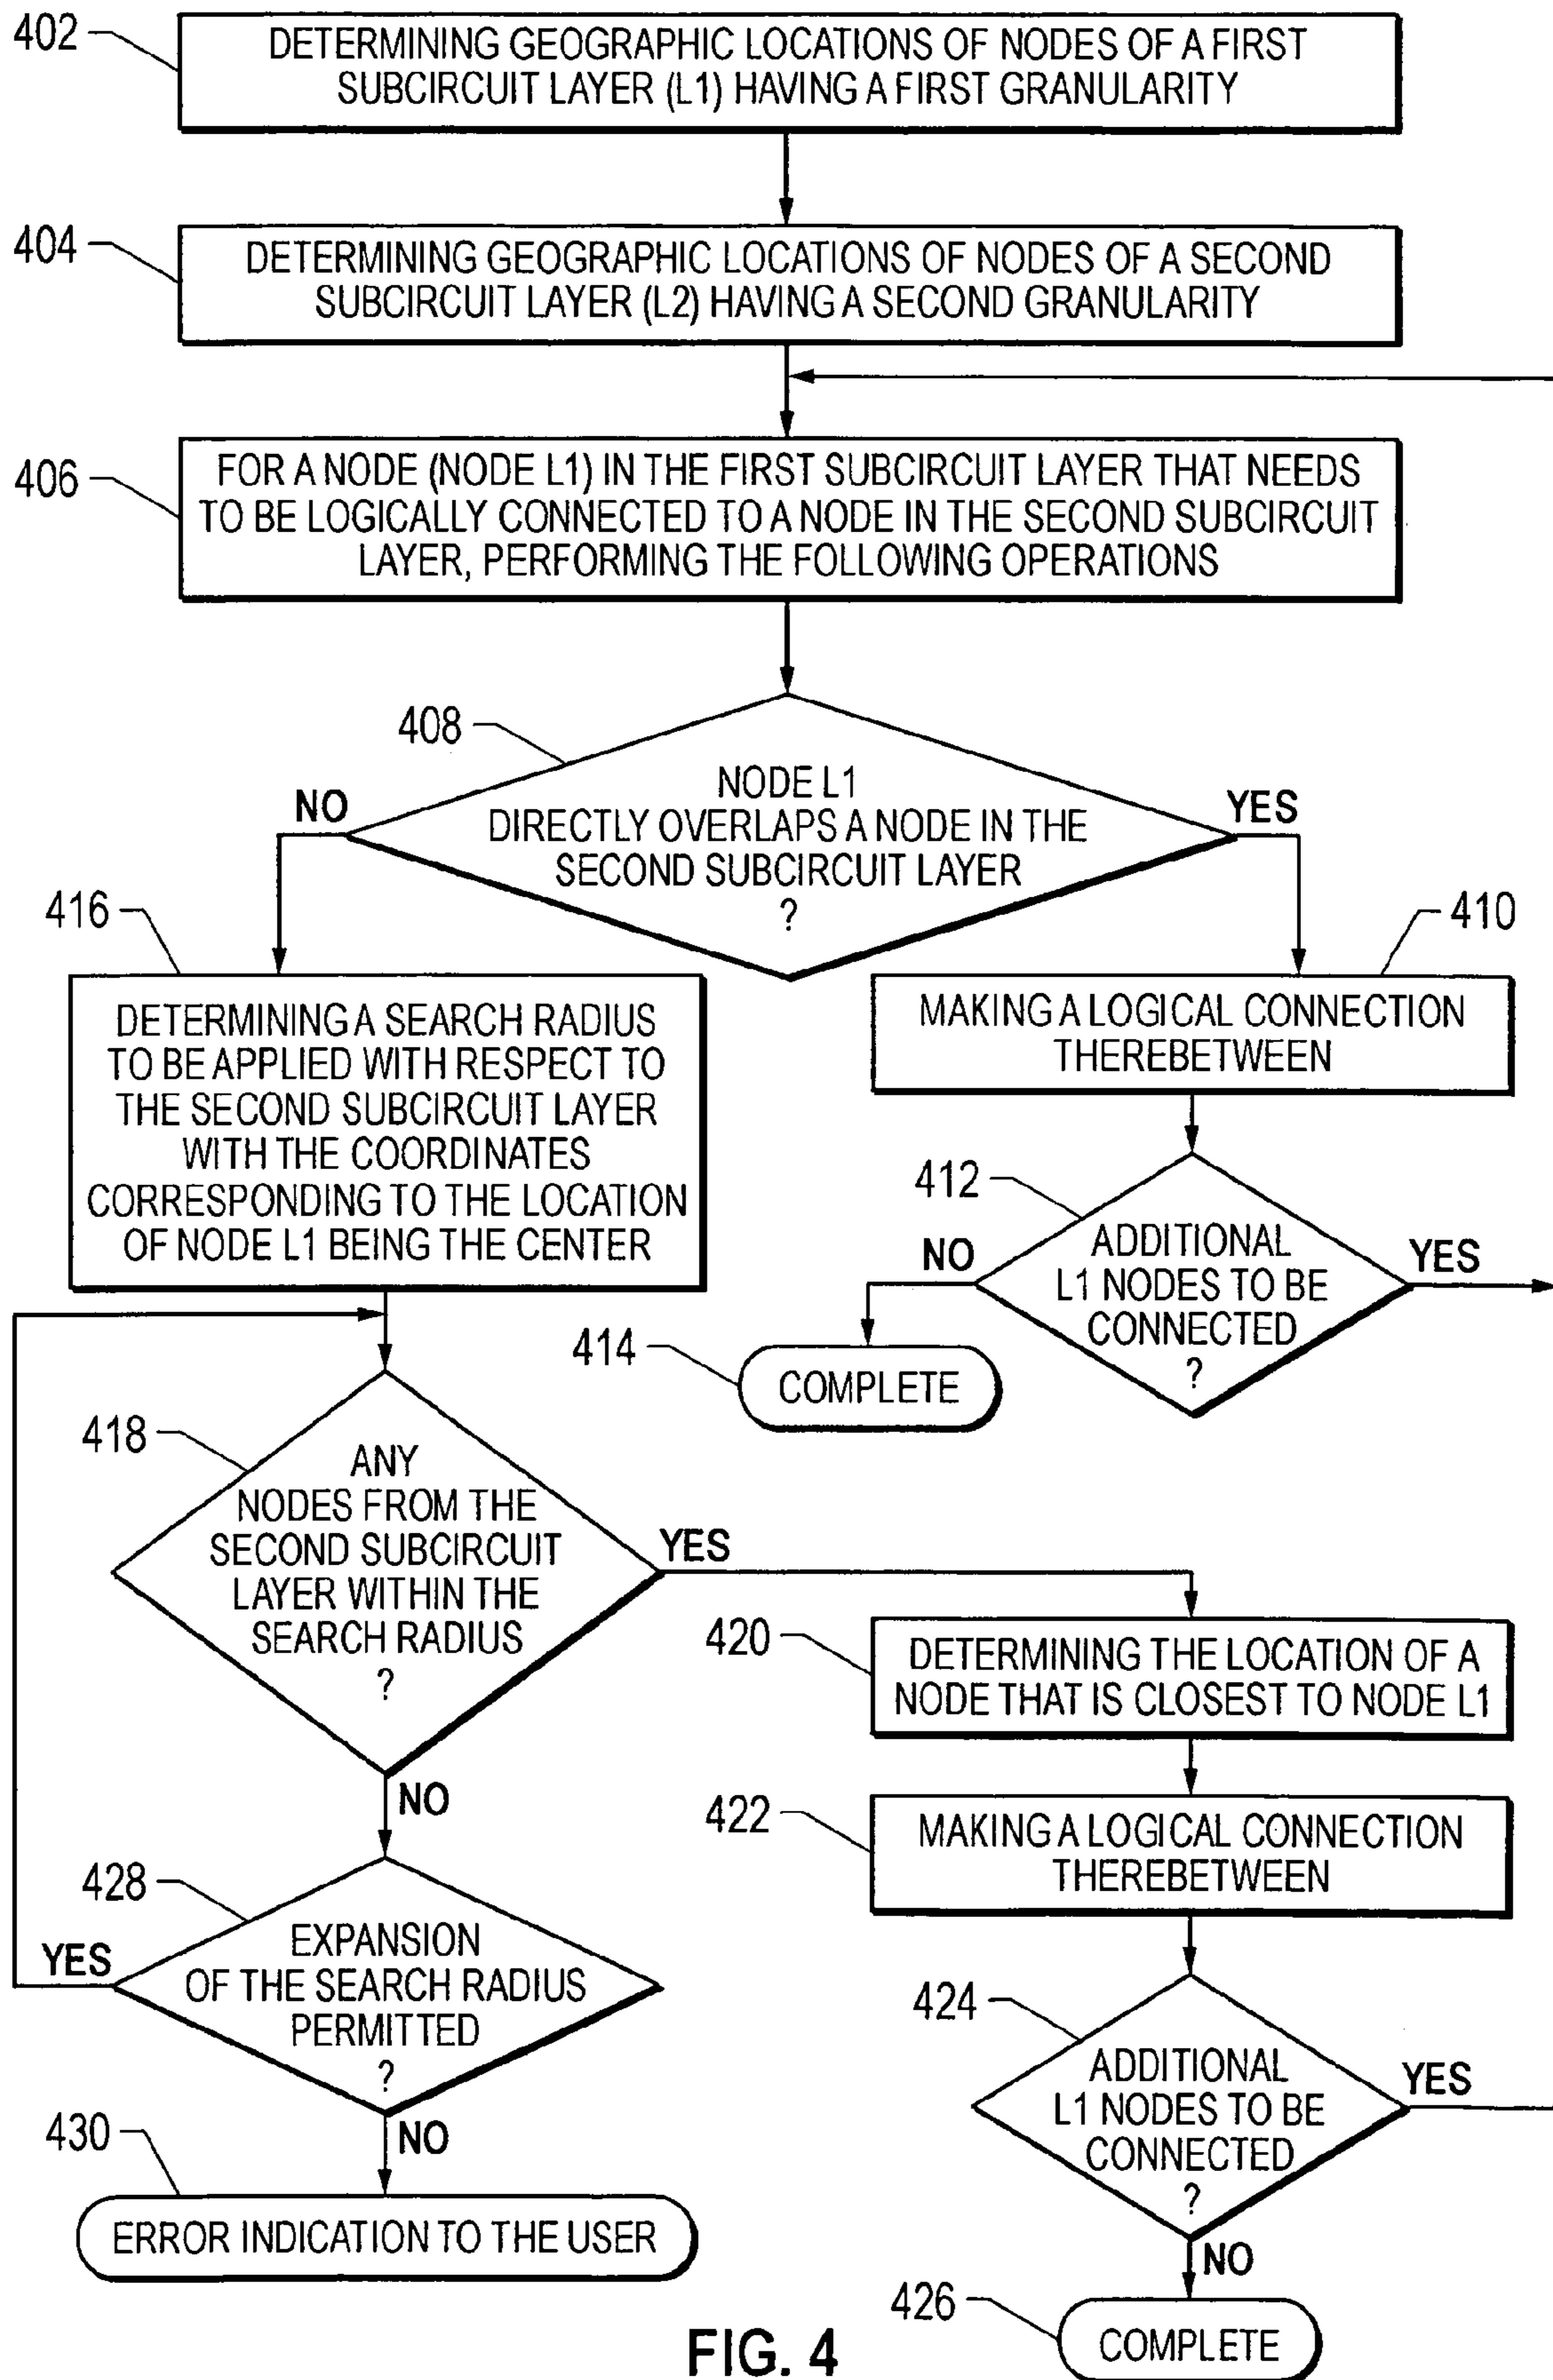 402
DETERMINING GEOGRAPHIC LOCATIONS OF NODES OF A FIRST
SUBCIRCUIT LAYER (L1) HAVING A FIRST GRANULARITY
404
DETERMINING GEOGRAPHIC LOCATIONS OF NODES OF A SECOND
SUBCIRCUIT LAYER (L2) HAVING A SECOND GRANULARITY
406
FOR A NODE (NODE L1) IN THE FIRST SUBCIRCUIT LAYER THAT NEEDS
TO BE LOGICALLY CONNECTED TO A NODE IN THE SECOND SUBCIRCUIT
LAYER, PERFORMING THE FOLLOWING OPERATIONS
408
NODE L1
DIRECTLY OVERLAPS A NODE IN THE
SECOND SUBCIRCUIT LAYER
?
NO
YES
416
DETERMINING A SEARCH RADIUS
TO BE APPLIED WITH RESPECT TO
THE SECOND SUBCIRCUIT LAYER
WITH THE COORDINATES
CORRESPONDING TO THE LOCATION
OF NODE L1 BEING THE CENTER
410
MAKING A LOGICAL CONNECTION
THEREBETWEEN
412
ADDITIONAL
L1 NODES TO BE
CONNECTED
?
NO
YES
414
COMPLETE
418
ANY
NODES FROM THE
SECOND SUBCIRCUIT
LAYER WITHIN THE
SEARCH RADIUS
?
YES
NO
420
DETERMINING THE LOCATION OF A
NODE THAT IS CLOSEST TO NODE L1
422
MAKING A LOGICAL CONNECTION
THEREBETWEEN
428
EXPANSION
OF THE SEARCH RADIUS
PERMITTED
?
YES
NO
424
ADDITIONAL
L1 NODES TO BE
CONNECTED
?
YES
NO
430
ERROR INDICATION TO THE USER
426
COMPLETE
FIG. 4